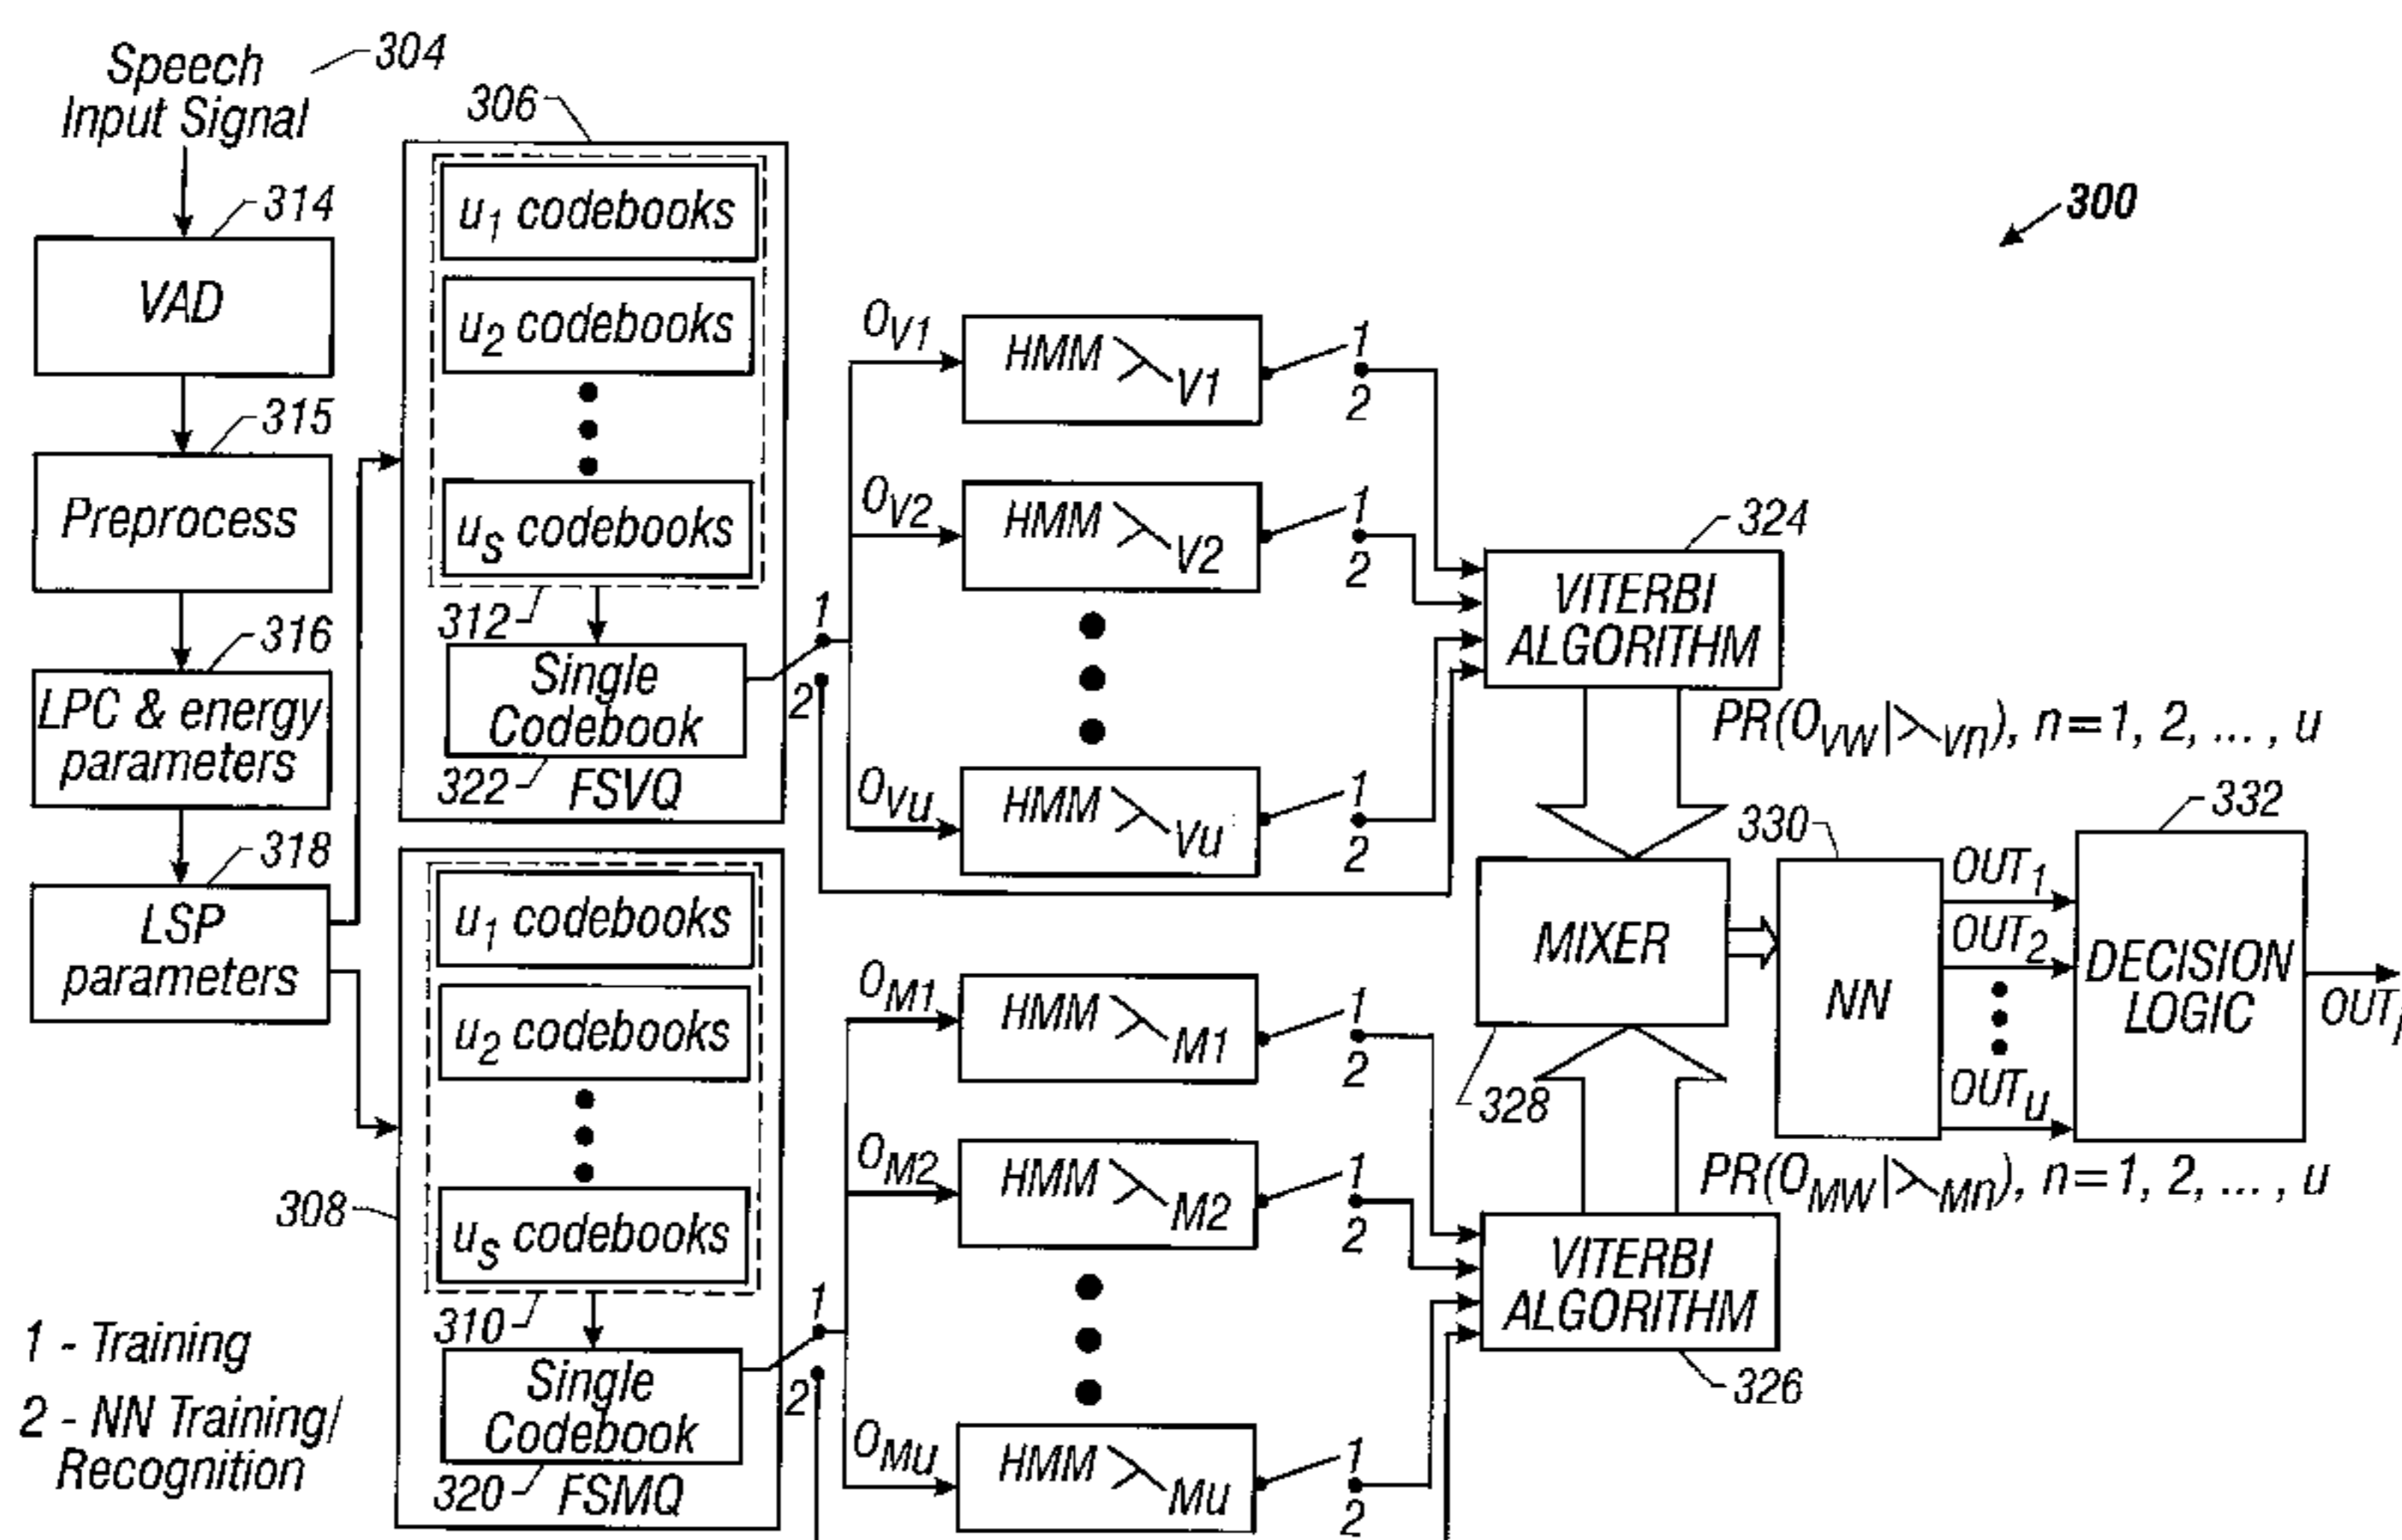 Speech
Input Signal
304
VAD
314
Preprocess
315
LPC & energy
parameters
316
LSP
parameters
318
1 - Training
2 - NN Training/
Recognition
306
u1 codebooks
u2 codebooks
us codebooks
312
Single
Codebook
322
FSVQ
1
2
308
u1 codebooks
u2 codebooks
us codebooks
310
Single
Codebook
320
FSMQ
1
2
OV1
HMM λV1
1
2
OV2
HMM λV2
1
2
OVu
HMM λVu
1
2
OM1
HMM λM1
1
2
OM2
HMM λM2
1
2
OMu
HMM λMu
1
2
300
324
VITERBI
ALGORITHM
PR(OVW|λVn), n=1, 2, ... , u
MIXER
328
330
NN
OUT1
OUT2
OUTu
332
DECISION
LOGIC
PR(OMW|λMn), n=1, 2, ... , u
VITERBI
ALGORITHM
326